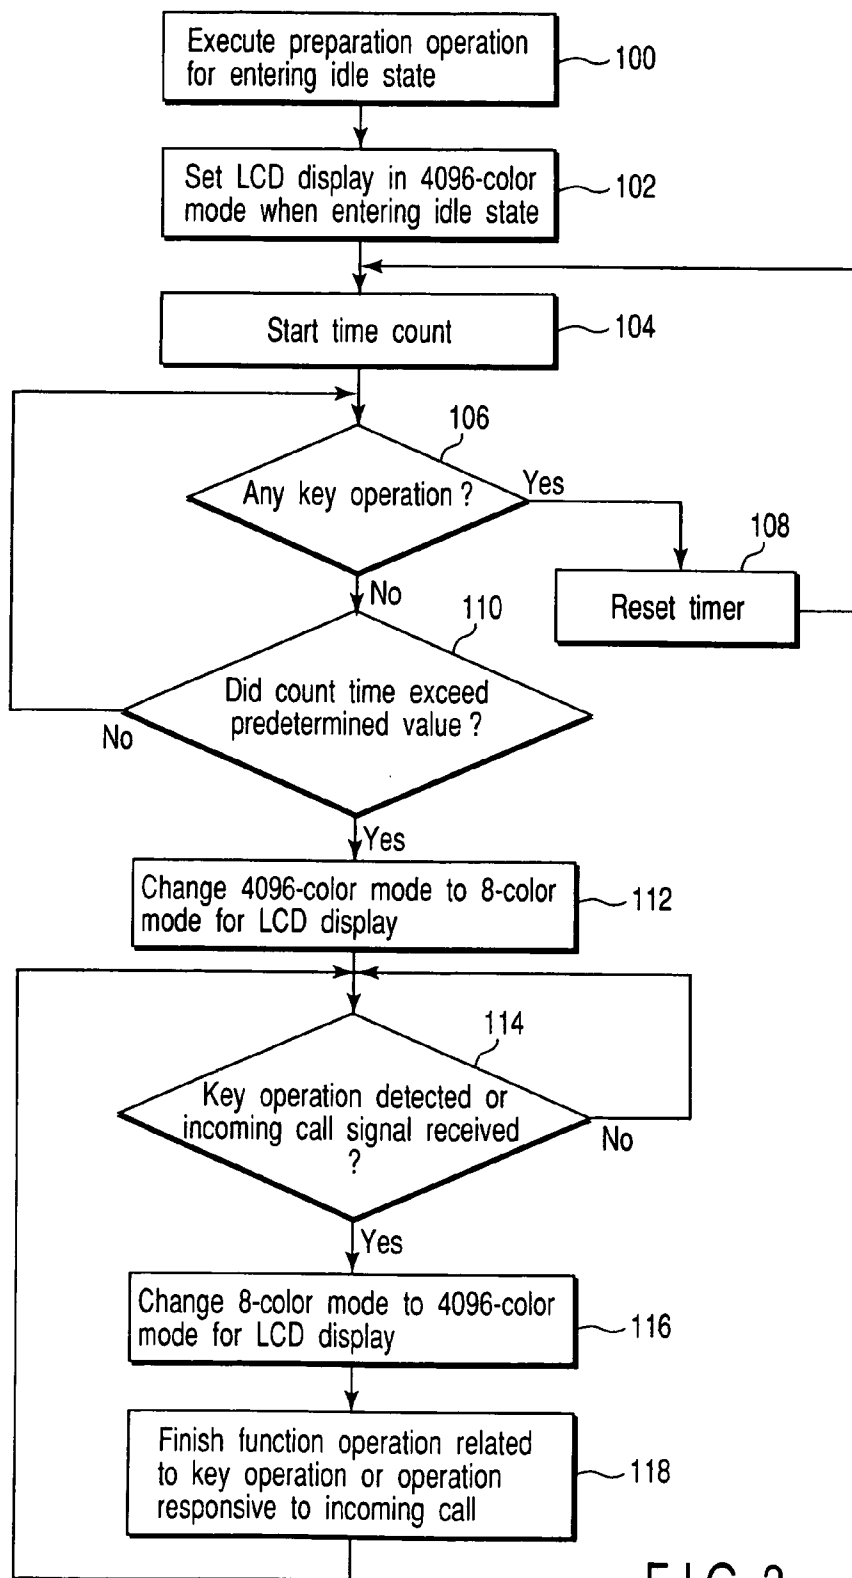 Execute preparation operation
for entering idle state
100
Set LCD display in 4096-color
mode when entering idle state
102
Start time count
104
106
Any key operation ?
Yes
108
Reset timer
No
110
Did count time exceed
predetermined value ?
No
Yes
Change 4096-color mode to 8-color
mode for LCD display
112
114
Key operation detected or
incoming call signal received
?
No
Yes
Change 8-color mode to 4096-color
mode for LCD display
116
Finish function operation related
to key operation or operation
responsive to incoming call
118